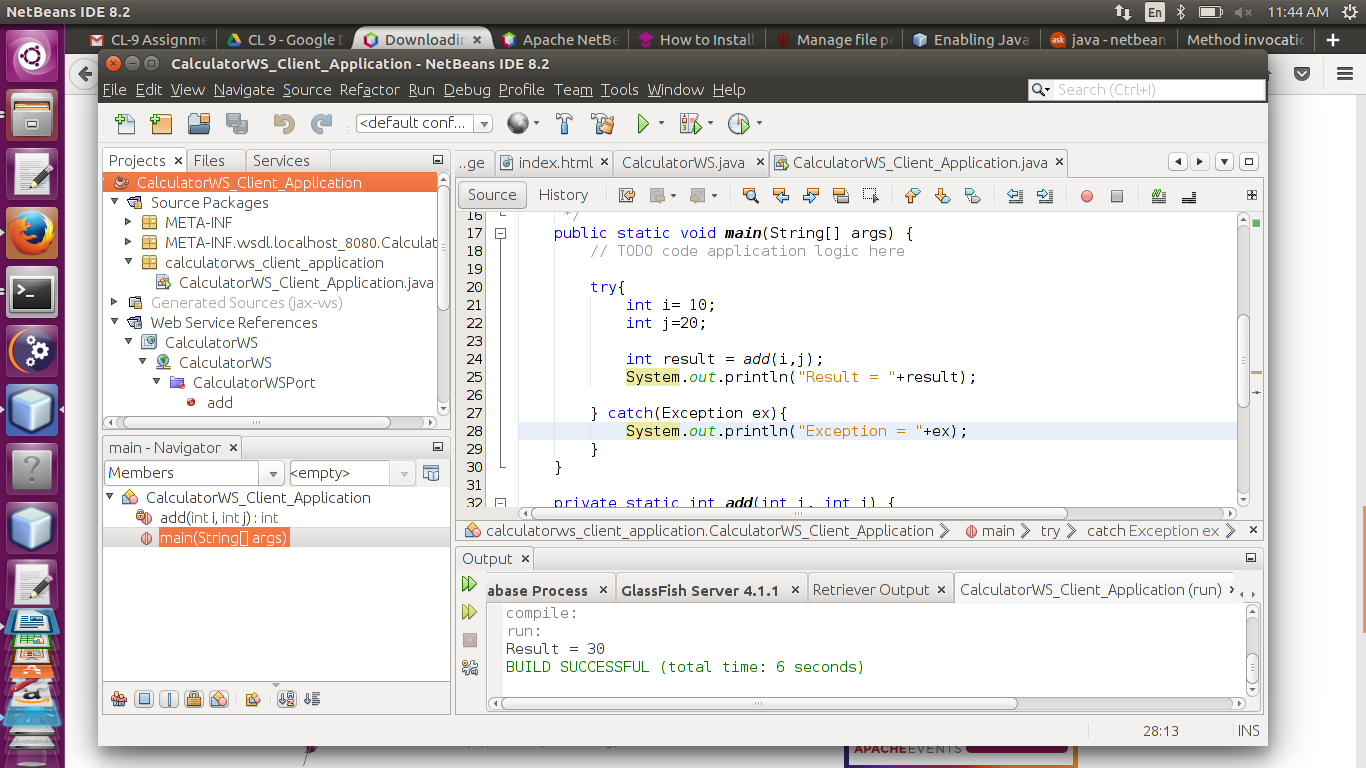 NetBeans IDE 8.2
En
11:44 AM
CL-9 Assignme
CL 9 - Google D
Downloadin
Apache NetBe
How to Install
Manage file pe
Enabling Java
ask
java - netbean
Method invocatio
CalculatorWS_Client_Application - NetBeans IDE 8.2
File Edit View Navigate Source Refactor Run Debug Profile Team Tools Window Help
Search (Ctrl+I)
<default conf...
Projects
Files
Services
..ge
index.html
CalculatorWS.java
CalculatorWS_Client_Application.java
CalculatorWS_Client_Application
Source Packages
META-INF
META-INF.wsdl.localhost_8080.Calculat
calculatorws_client_application
CalculatorWS_Client_Application.java
Generated Sources (jax-ws)
Web Service References
CalculatorWS
CalculatorWS
CalculatorWSPort
add
Source
History
16 */
17 public static void main(String[] args) {
18 // TODO code application logic here
19
20 try{
21 int i= 10;
22 int j=20;
23
24 int result = add(i,j);
25 System.out.println("Result = "+result);
26
27 } catch(Exception ex){
28 System.out.println("Exception = "+ex);
29 }
30 }
31
32 private static int add(int i, int j) {
main - Navigator
Members
<empty>
CalculatorWS_Client_Application
add(int i, int j) : int
main(String[] args)
calculatorws_client_application.CalculatorWS_Client_Application
main
try
catch Exception ex
Output
abase Process
GlassFish Server 4.1.1
Retriever Output
CalculatorWS_Client_Application (run)
compile:
run:
Result = 30
BUILD SUCCESSFUL (total time: 6 seconds)
28:13
INS
APACHE EVENTS